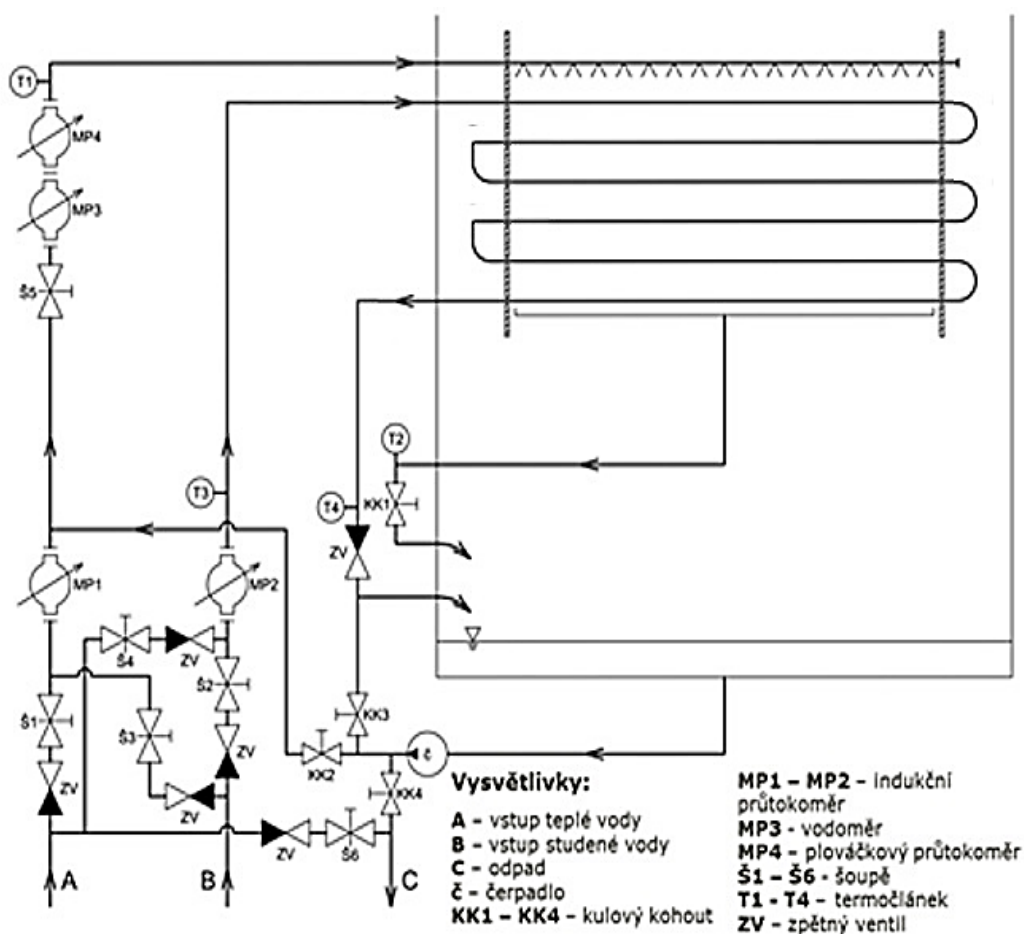 T1
MP4
MP3
Š5
T2
T3
T4
KK1
ZV
MP1
MP2
Š4
ZV
Š2
Š1
Š3
KK3
ZV
ZV
ZV
KK2
č
KK4
ZV
Š6
A
B
C
Vysvětlivky:
A – vstup teplé vody
B – vstup studené vody
C – odpad
č – čerpadlo
KK1 – KK4 – kulový kohout
MP1 – MP2 – indukční
průtokoměr
MP3 - vodoměr
MP4 – plováčkový průtokoměr
Š1 – Š6 - šoupě
T1 - T4 – termočlánek
ZV – zpětný ventil